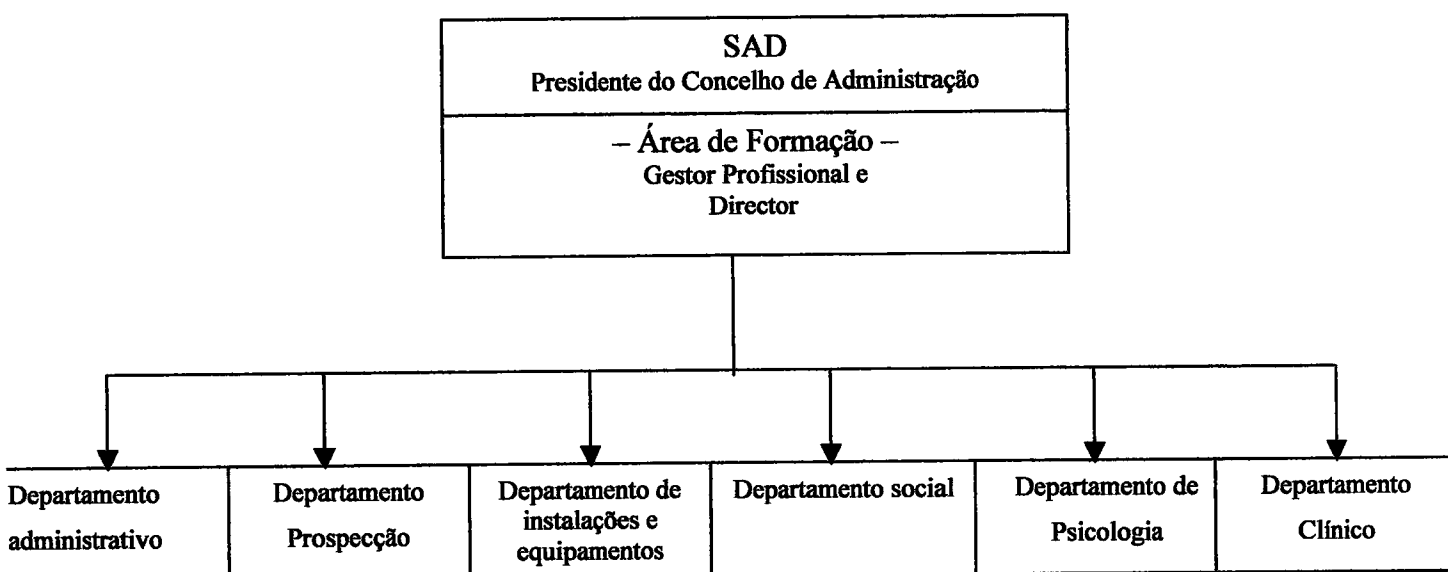 SAD
Presidente do Concelho de Administração
– Área de Formação –
Gestor Profissional e
Director
Departamento
administrativo
Departamento
Prospecção
Departamento de
instalações e
equipamentos
Departamento social
Departamento de
Psicologia
Departamento
Clínico